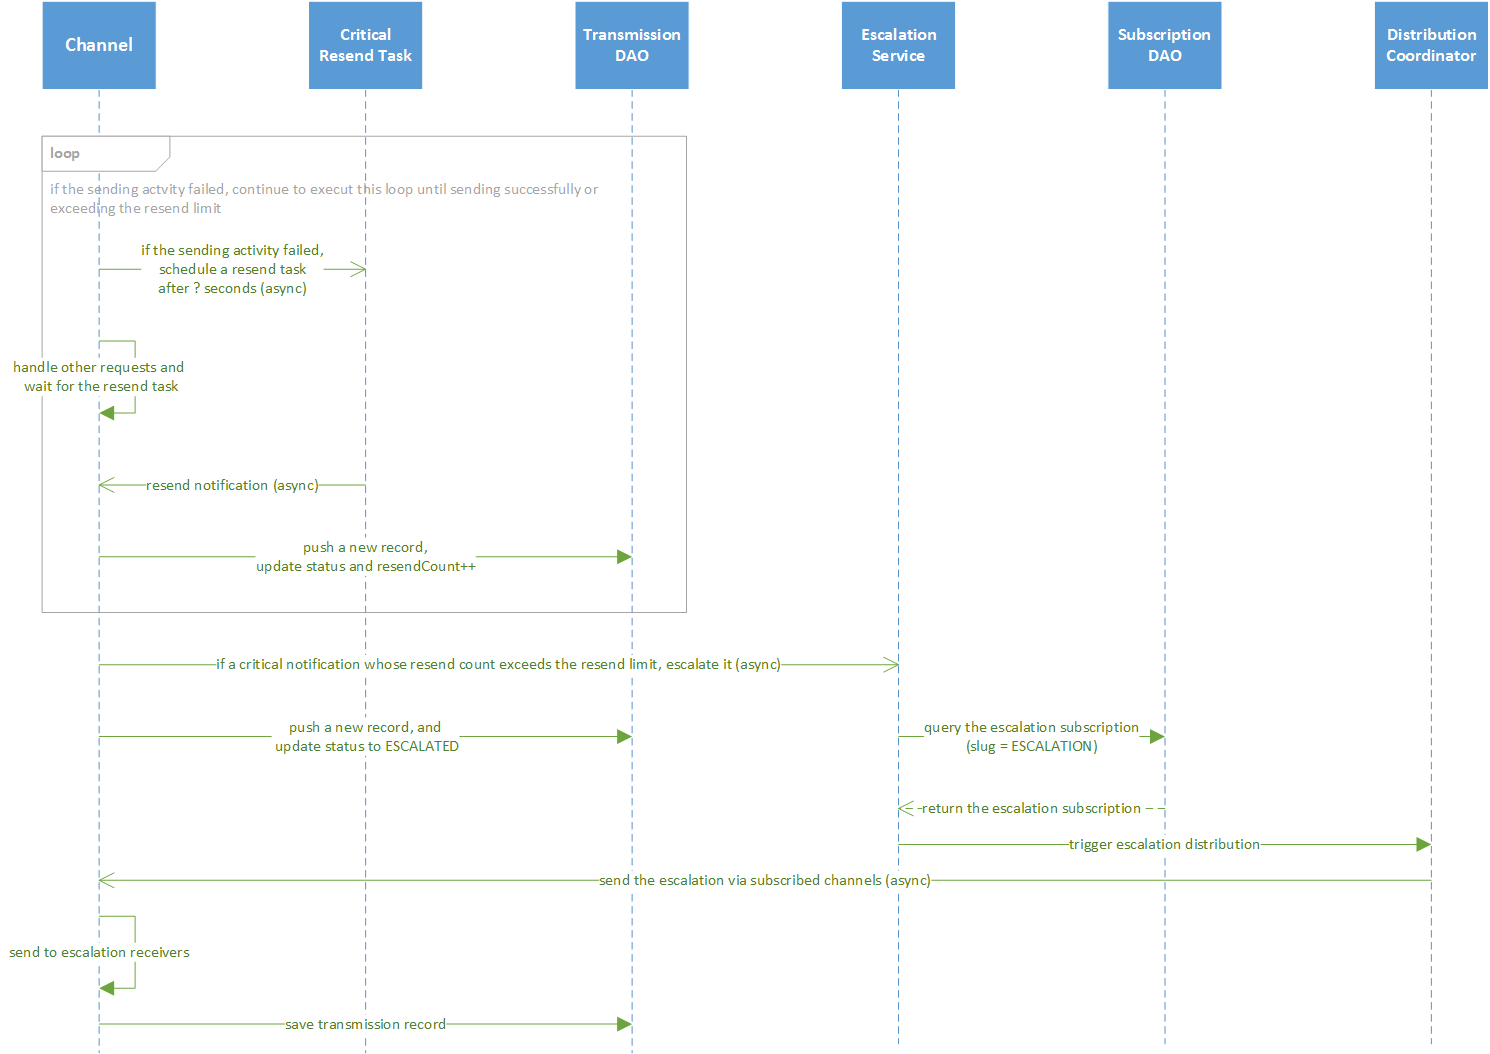 Channel
Critical
Resend Task
Transmission
DAO
Escalation
Service
Subscription
DAO
Distribution
Coordinator
loop
if the sending actvity failed, continue to execut this loop until sending successfully or
exceeding the resend limit
if the sending activity failed,
schedule a resend task
after ? seconds (async)
handle other requests and
wait for the resend task
resend notification (async)
push a new record,
update status and resendCount++
if a critical notification whose resend count exceeds the resend limit, escalate it (async)
push a new record, and
update status to ESCALATED
query the escalation subscription
(slug = ESCALATION)
return the escalation subscription
trigger escalation distribution
send the escalation via subscribed channels (async)
send to escalation receivers
save transmission record